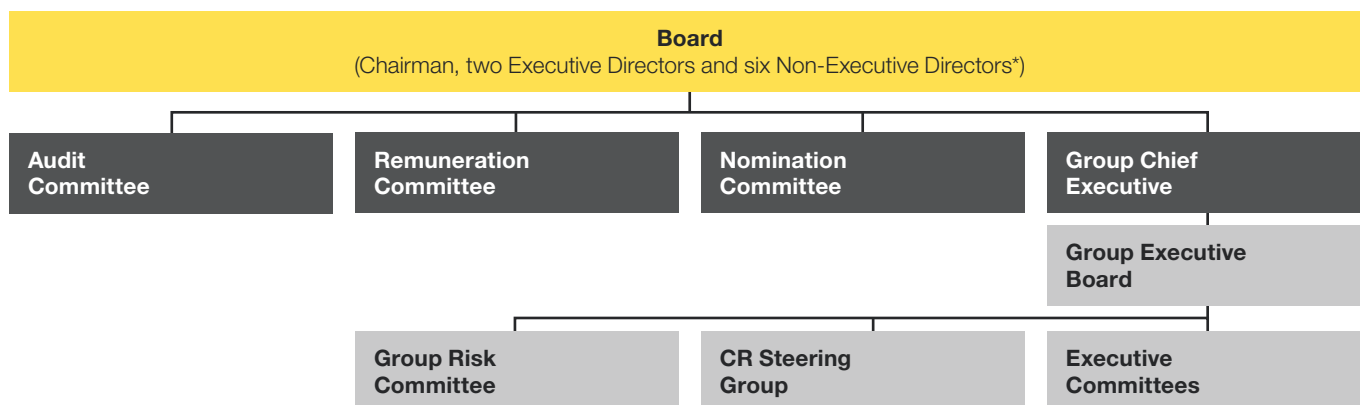 Board
(Chairman, two Executive Directors and six Non-Executive Directors*)
Audit
Committee
Remuneration
Committee
Nomination
Committee
Group Chief
Executive
Group Executive
Board
Group Risk
Committee
CR Steering
Group
Executive
Committees